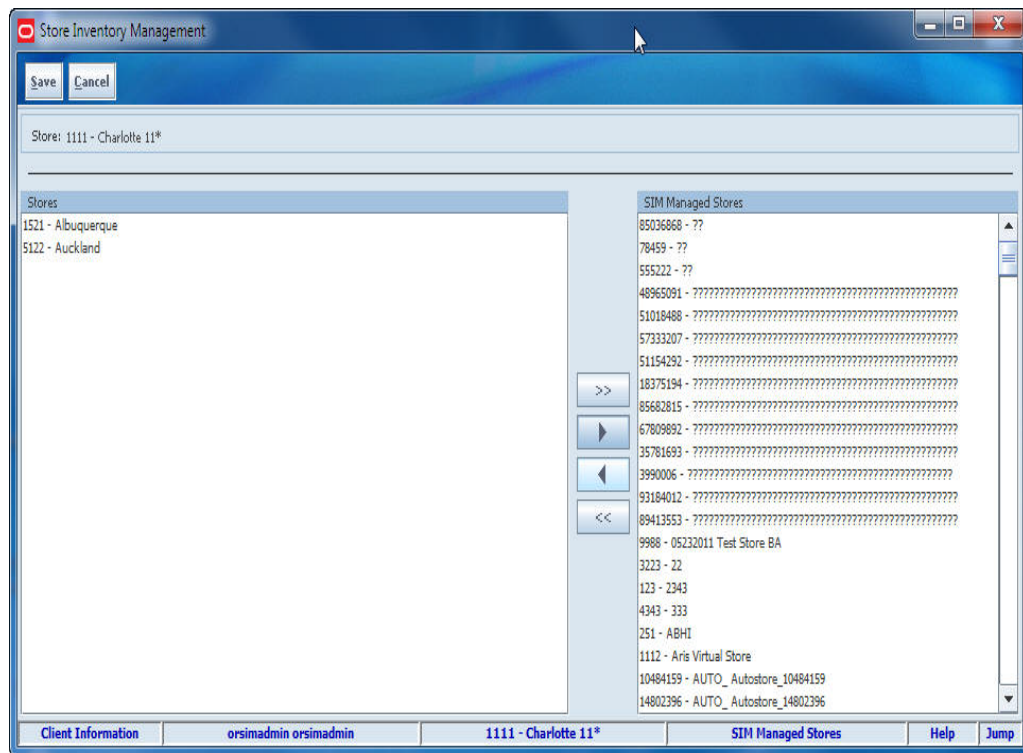 Store Inventory Management
Save Cancel
Store: 1111 - Charlotte 11*
Stores
1521 - Albuquerque
5122 - Auckland
>>
<<
SIM Managed Stores
85036868 - ??
78459 - ??
555222 - ??
48965091 - ??????????????????????????????????????????????????
51018488 - ??????????????????????????????????????????????????
57333207 - ??????????????????????????????????????????????????
51154292 - ??????????????????????????????????????????????????
18375194 - ??????????????????????????????????????????????????
85682815 - ??????????????????????????????????????????????????
67809892 - ??????????????????????????????????????????????????
35781693 - ??????????????????????????????????????????????????
3990006 - ??????????????????????????????????????????????????
93184012 - ??????????????????????????????????????????????????
89413553 - ??????????????????????????????????????????????????
9988 - 05232011 Test Store BA
3223 - 22
123 - 2343
4343 - 333
251 - ABHI
1112 - Aris Virtual Store
10484159 - AUTO_ Autostore_10484159
14802396 - AUTO_ Autostore_14802396
Client Information orsimadmin orsimadmin 1111 - Charlotte 11* SIM Managed Stores Help Jump